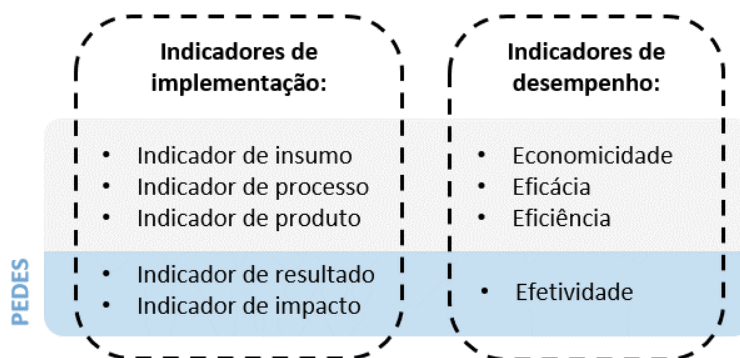 Indicadores de
implementação:
• Indicador de insumo
• Indicador de processo
• Indicador de produto
• Indicador de resultado
• Indicador de impacto
Indicadores de
desempenho:
• Economicidade
• Eficácia
• Eficiência
• Efetividade
PEDES